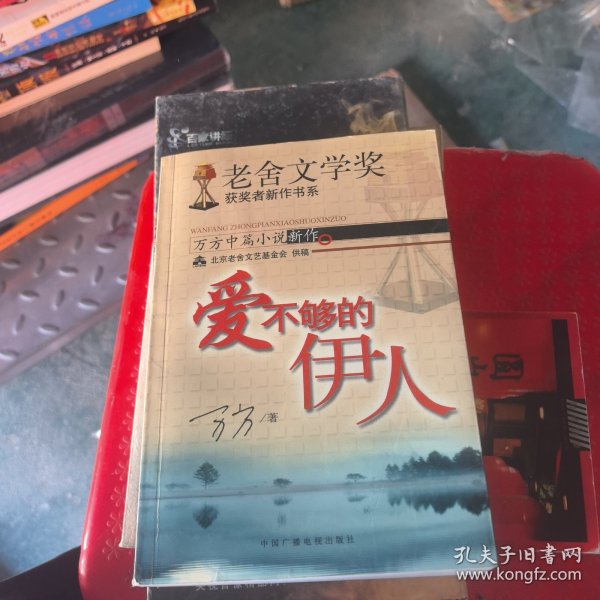 百家讲
老舍文学奖
获奖者新作书系
WANFANG ZHONGPIANXIAOSHUOXINZUO
万方中篇小说新作
北京老舍文艺基金会 供稿
爱不够的
伊人
万方/著
中国广播电视出版社
孔夫子旧书网
www.kongfz.com